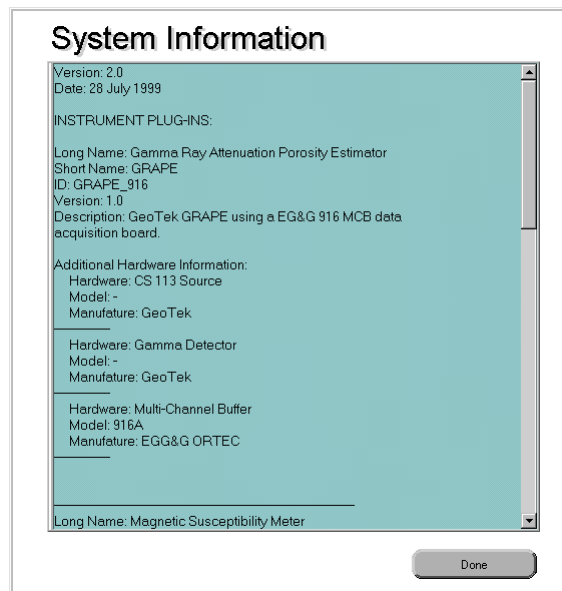 System Information
Version: 2.0
Date: 28 July 1999
INSTRUMENT PLUG-INS:
Long Name: Gamma Ray Attenuation Porosity Estimator
Short Name: GRAPE
ID: GRAPE_916
Version: 1.0
Description: GeoTek GRAPE using a EG&G 916 MCB data
acquisition board.
Additional Hardware Information:
Hardware: CS 113 Source
Model: -
Manufature: GeoTek
Hardware: Gamma Detector
Model: -
Manufature: GeoTek
Hardware: Multi-Channel Buffer
Model: 916A
Manufature: EGG&G ORTEC
Long Name: Magnetic Susceptibility Meter
Done